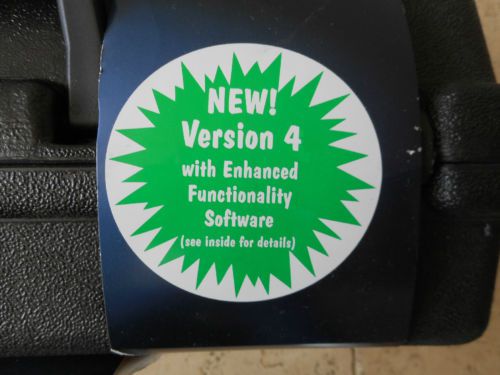 NEW!
Version 4
with Enhanced
Functionality
Software
(see inside for details)